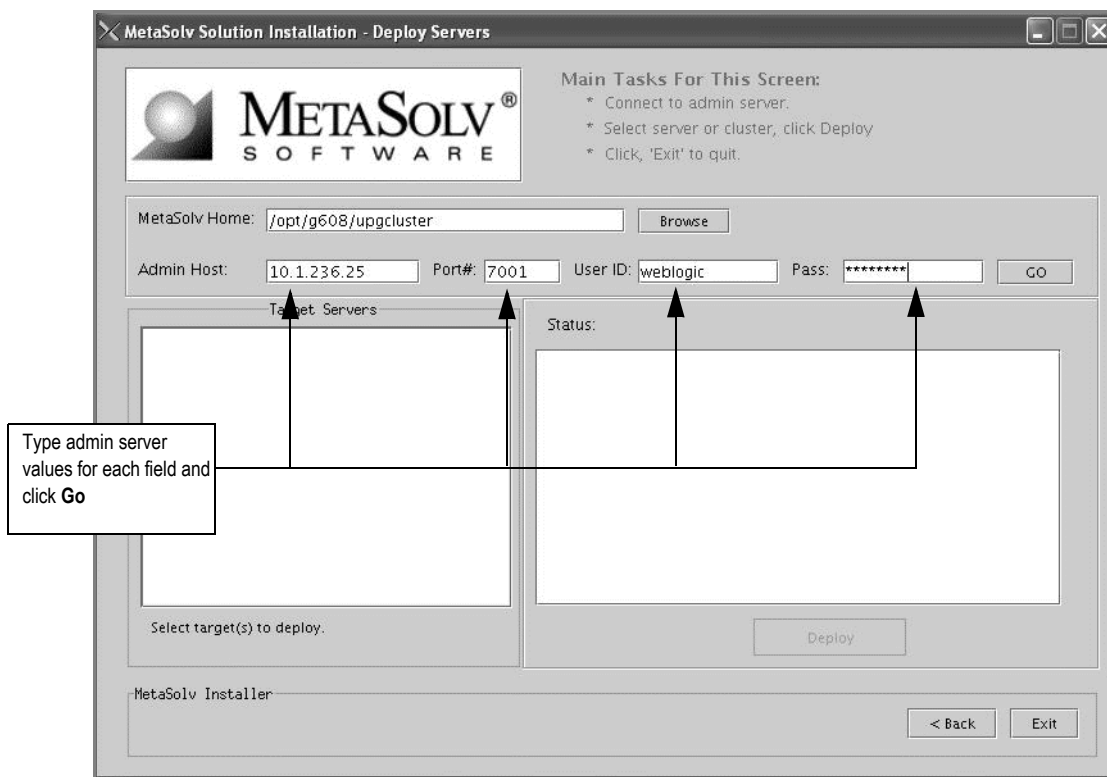 MetaSolv Solution Installation - Deploy Servers
METASOLV®
SOFTWARE
Main Tasks For This Screen:
* Connect to admin server.
* Select server or cluster, click Deploy
* Click, 'Exit' to quit.
MetaSolv Home: /opt/g608/upgcluster Browse
Admin Host: 10.1.236.25 Port#: 7001 User ID: weblogic Pass: ******** GO
Target Servers
Status:
Type admin server
values for each field and
click Go
Select target(s) to deploy.
Deploy
MetaSolv Installer
< Back Exit